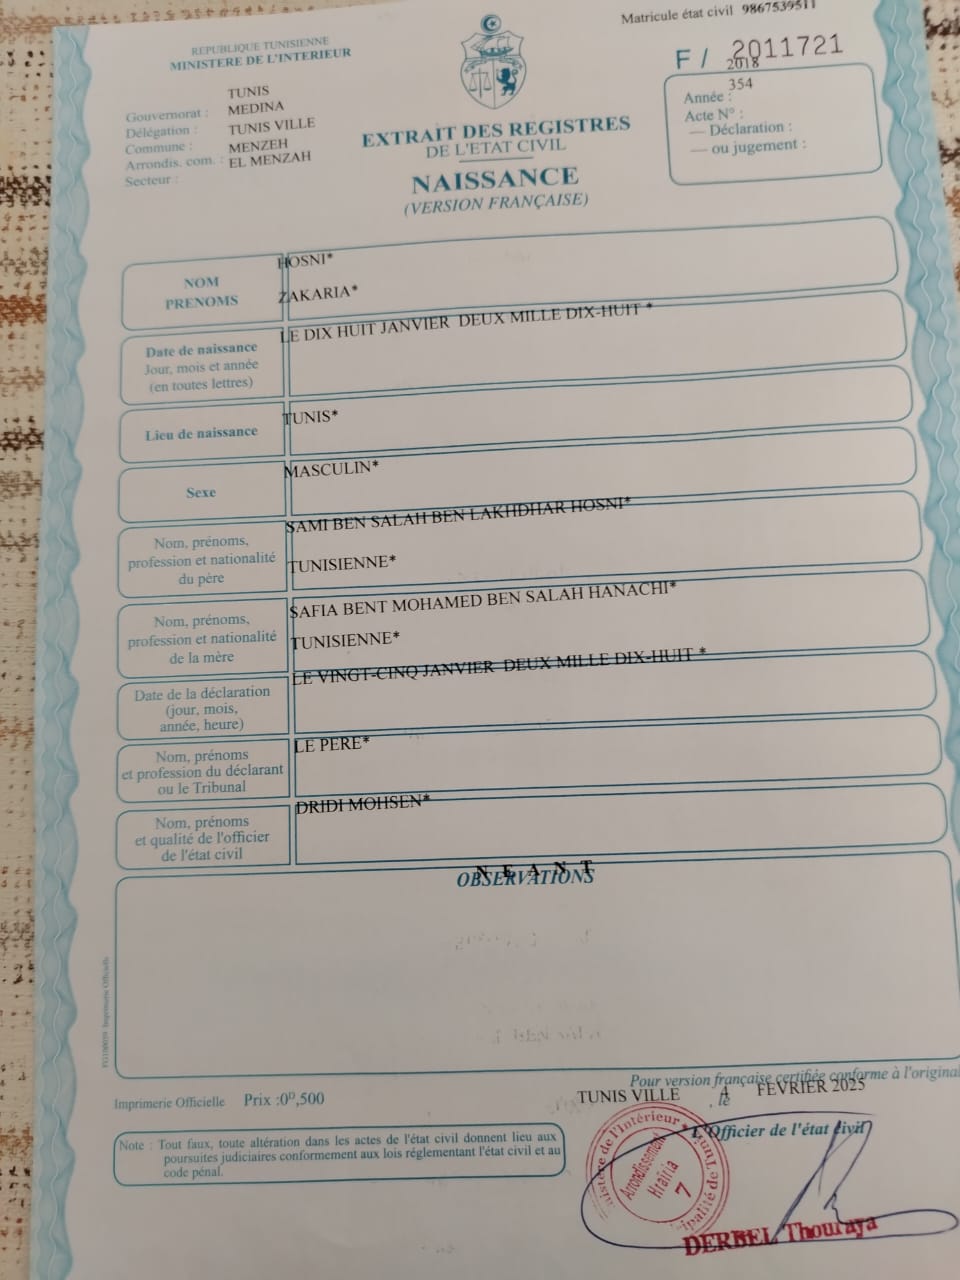 Matricule état civil 9867539511
REPUBLIQUE TUNISIENNE
MINISTERE DE L'INTERIEUR
F / 2011721
Gouvernorat : TUNIS
Délégation : MEDINA
Commune : TUNIS VILLE
Arrondis. com. : MENZEH
Secteur : EL MENZAH
2018
354
Année :
Acte N° :
— Déclaration :
— ou jugement :
EXTRAIT DES REGISTRES
DE L'ETAT CIVIL
NAISSANCE
(VERSION FRANÇAISE)
NOM
PRENOMS
HOSNI*
ZAKARIA*
Date de naissance
Jour, mois et année
(en toutes lettres)
LE DIX HUIT JANVIER DEUX MILLE DIX-HUIT *
Lieu de naissance
TUNIS*
Sexe
MASCULIN*
Nom, prénoms,
profession et nationalité
du père
SAMI BEN SALAH BEN LAKHDHAR HOSNI*
TUNISIENNE*
Nom, prénoms,
profession et nationalité
de la mère
SAFIA BENT MOHAMED BEN SALAH HANACHI*
TUNISIENNE*
Date de la déclaration
(jour, mois,
année, heure)
LE VINGT-CINQ JANVIER DEUX MILLE DIX-HUIT *
Nom, prénoms
et profession du déclarant
ou le Tribunal
LE PERE*
Nom, prénoms
et qualité de l'officier
de l'état civil
DRIDI MOHSEN*
N E A N T
OBSERVATIONS
Imprimerie Officielle
Prix :0ᴰ,500
Pour version française certifiée conforme à l'original
TUNIS VILLE , le 4 FEVRIER 2025
L'Officier de l'état civil
Note : Tout faux, toute altération dans les actes de l'état civil donnent lieu aux
poursuites judiciaires conformement aux lois réglementant l'état civil et au
code pénal.
Arrondissement
Hrairia
7
DERBEL Thouraya